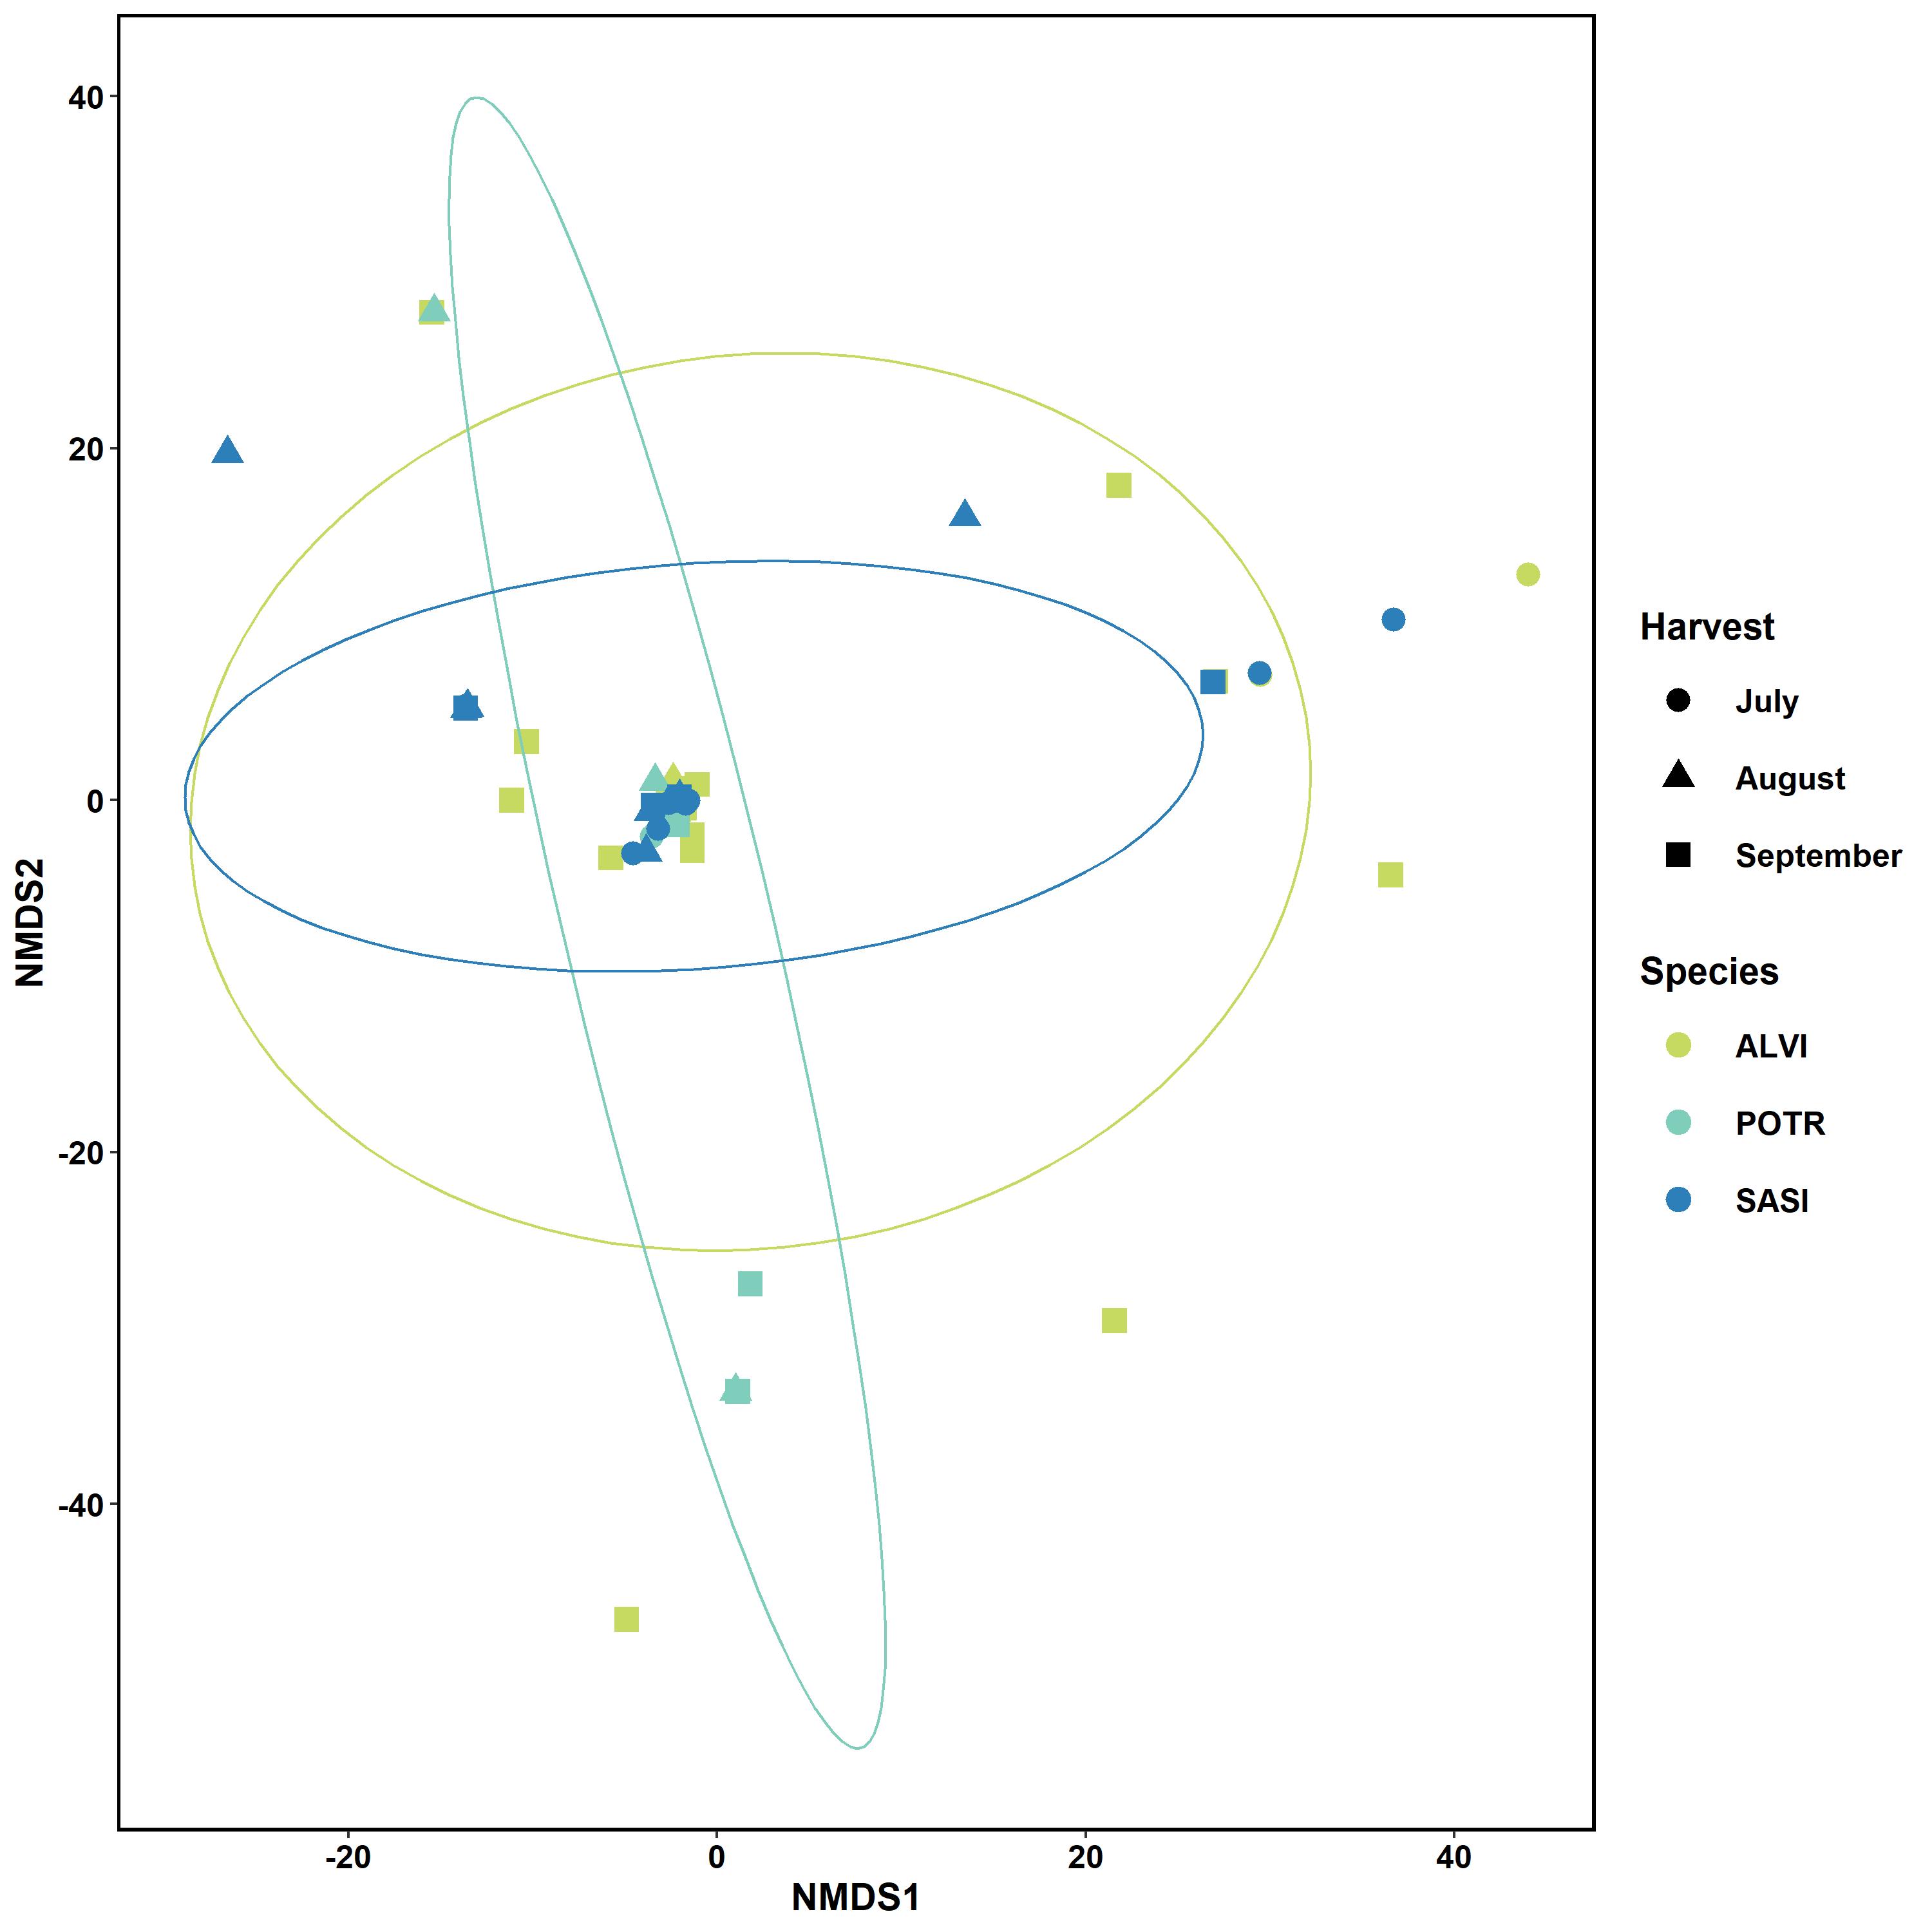 40
20
0
-20
-40
NMDS2
-20
0
20
40
NMDS1
Harvest
July
August
September
Species
ALVI
POTR
SASI